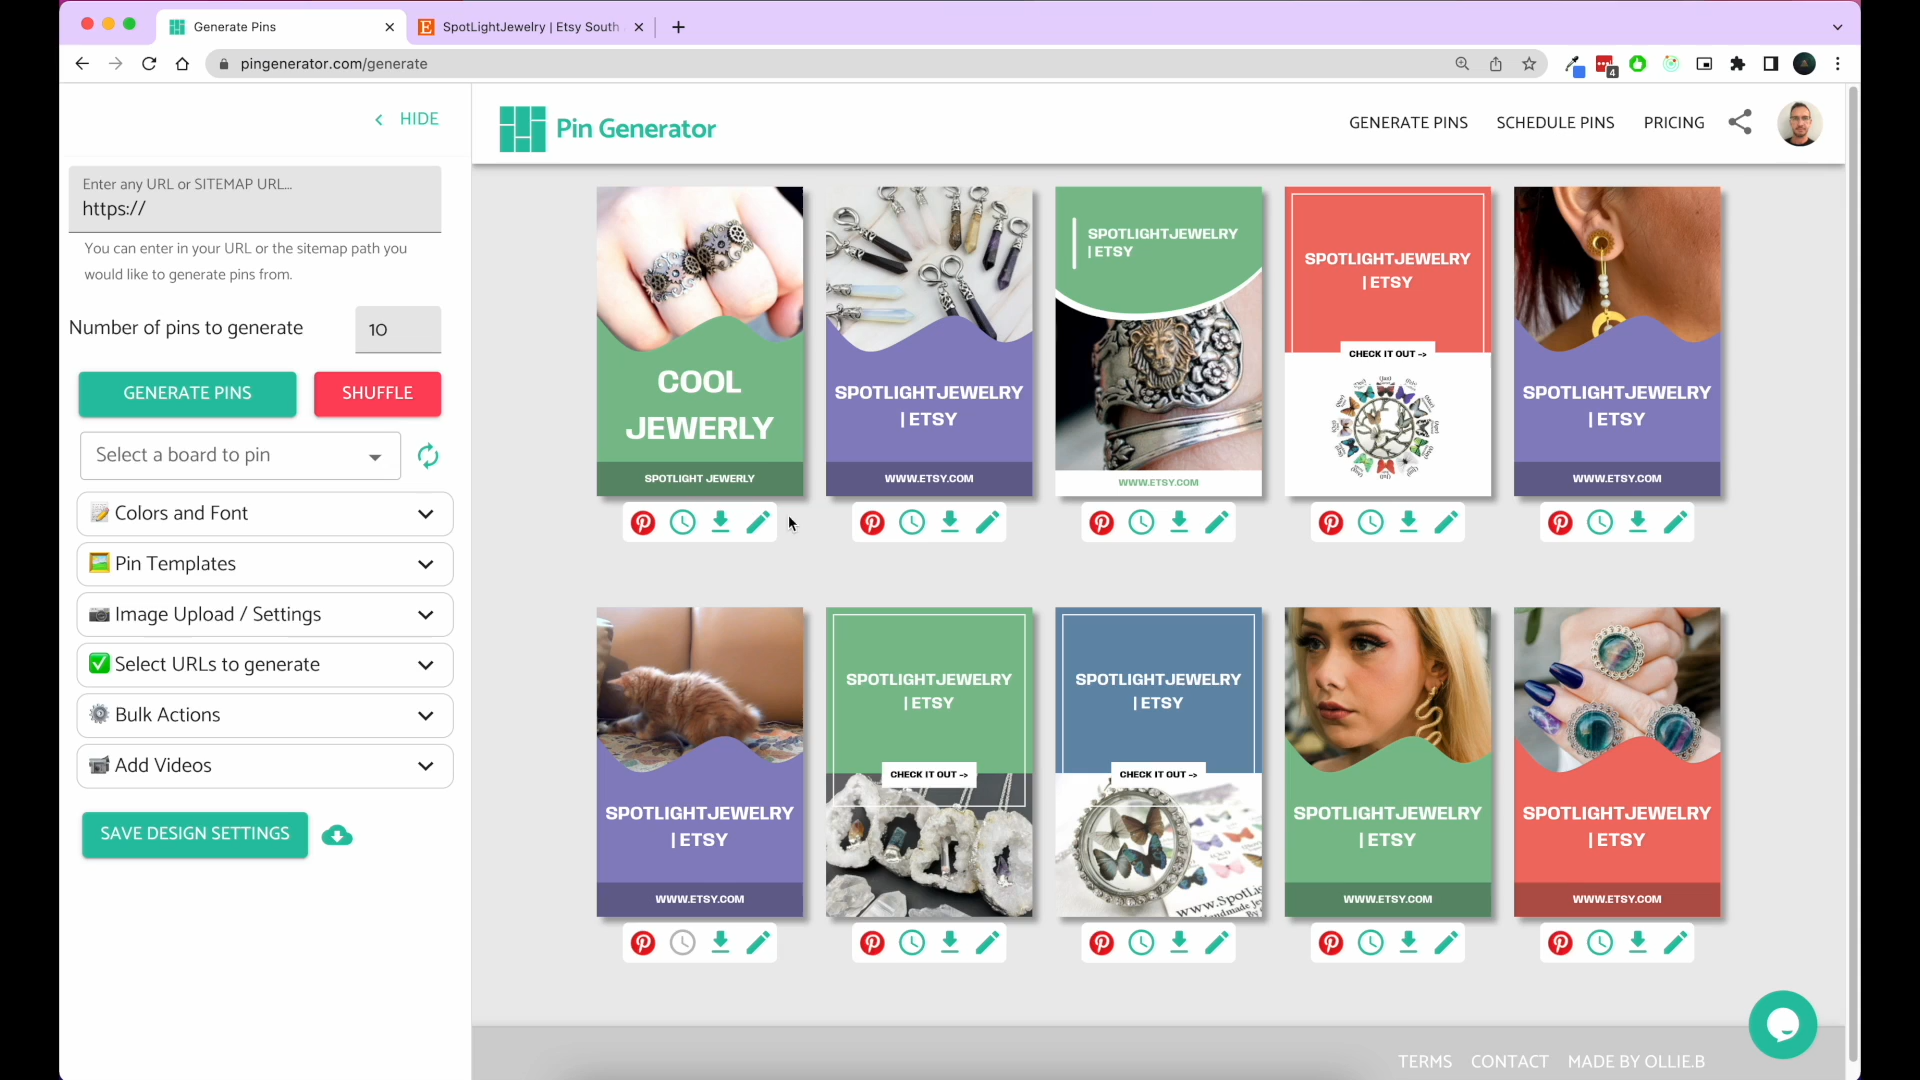 Generate Pins
SpotLightJewelry | Etsy South
pingenerator.com/generate
4
HIDE
Pin Generator
GENERATE PINS
SCHEDULE PINS
PRICING
Enter any URL or SITEMAP URL...
https://
You can enter in your URL or the sitemap path you
would like to generate pins from.
Number of pins to generate
10
GENERATE PINS
SHUFFLE
Select a board to pin
Colors and Font
Pin Templates
Image Upload / Settings
Select URLs to generate
Bulk Actions
Add Videos
SAVE DESIGN SETTINGS
COOL
JEWERLY
SPOTLIGHT JEWERLY
SPOTLIGHTJEWELRY
| ETSY
WWW.ETSY.COM
SPOTLIGHTJEWELRY
| ETSY
WWW.ETSY.COM
SPOTLIGHTJEWELRY
| ETSY
CHECK IT OUT ->
SPOTLIGHTJEWELRY
| ETSY
WWW.ETSY.COM
SPOTLIGHTJEWELRY
| ETSY
WWW.ETSY.COM
SPOTLIGHTJEWELRY
| ETSY
CHECK IT OUT ->
SPOTLIGHTJEWELRY
| ETSY
CHECK IT OUT ->
SPOTLIGHTJEWELRY
| ETSY
WWW.ETSY.COM
SPOTLIGHTJEWELRY
| ETSY
WWW.ETSY.COM
TERMS
CONTACT
MADE BY OLLIE.B